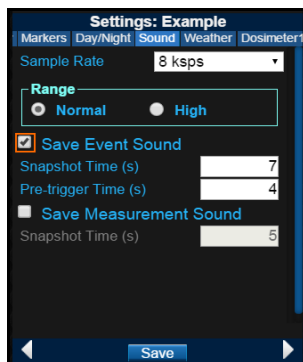 Settings: Example
Markers Day/Night Sound Weather Dosimeter1
Sample Rate 8 ksps
Range
Normal High
Save Event Sound
Snapshot Time (s) 7
Pre-trigger Time (s) 4
Save Measurement Sound
Snapshot Time (s) 5
Save